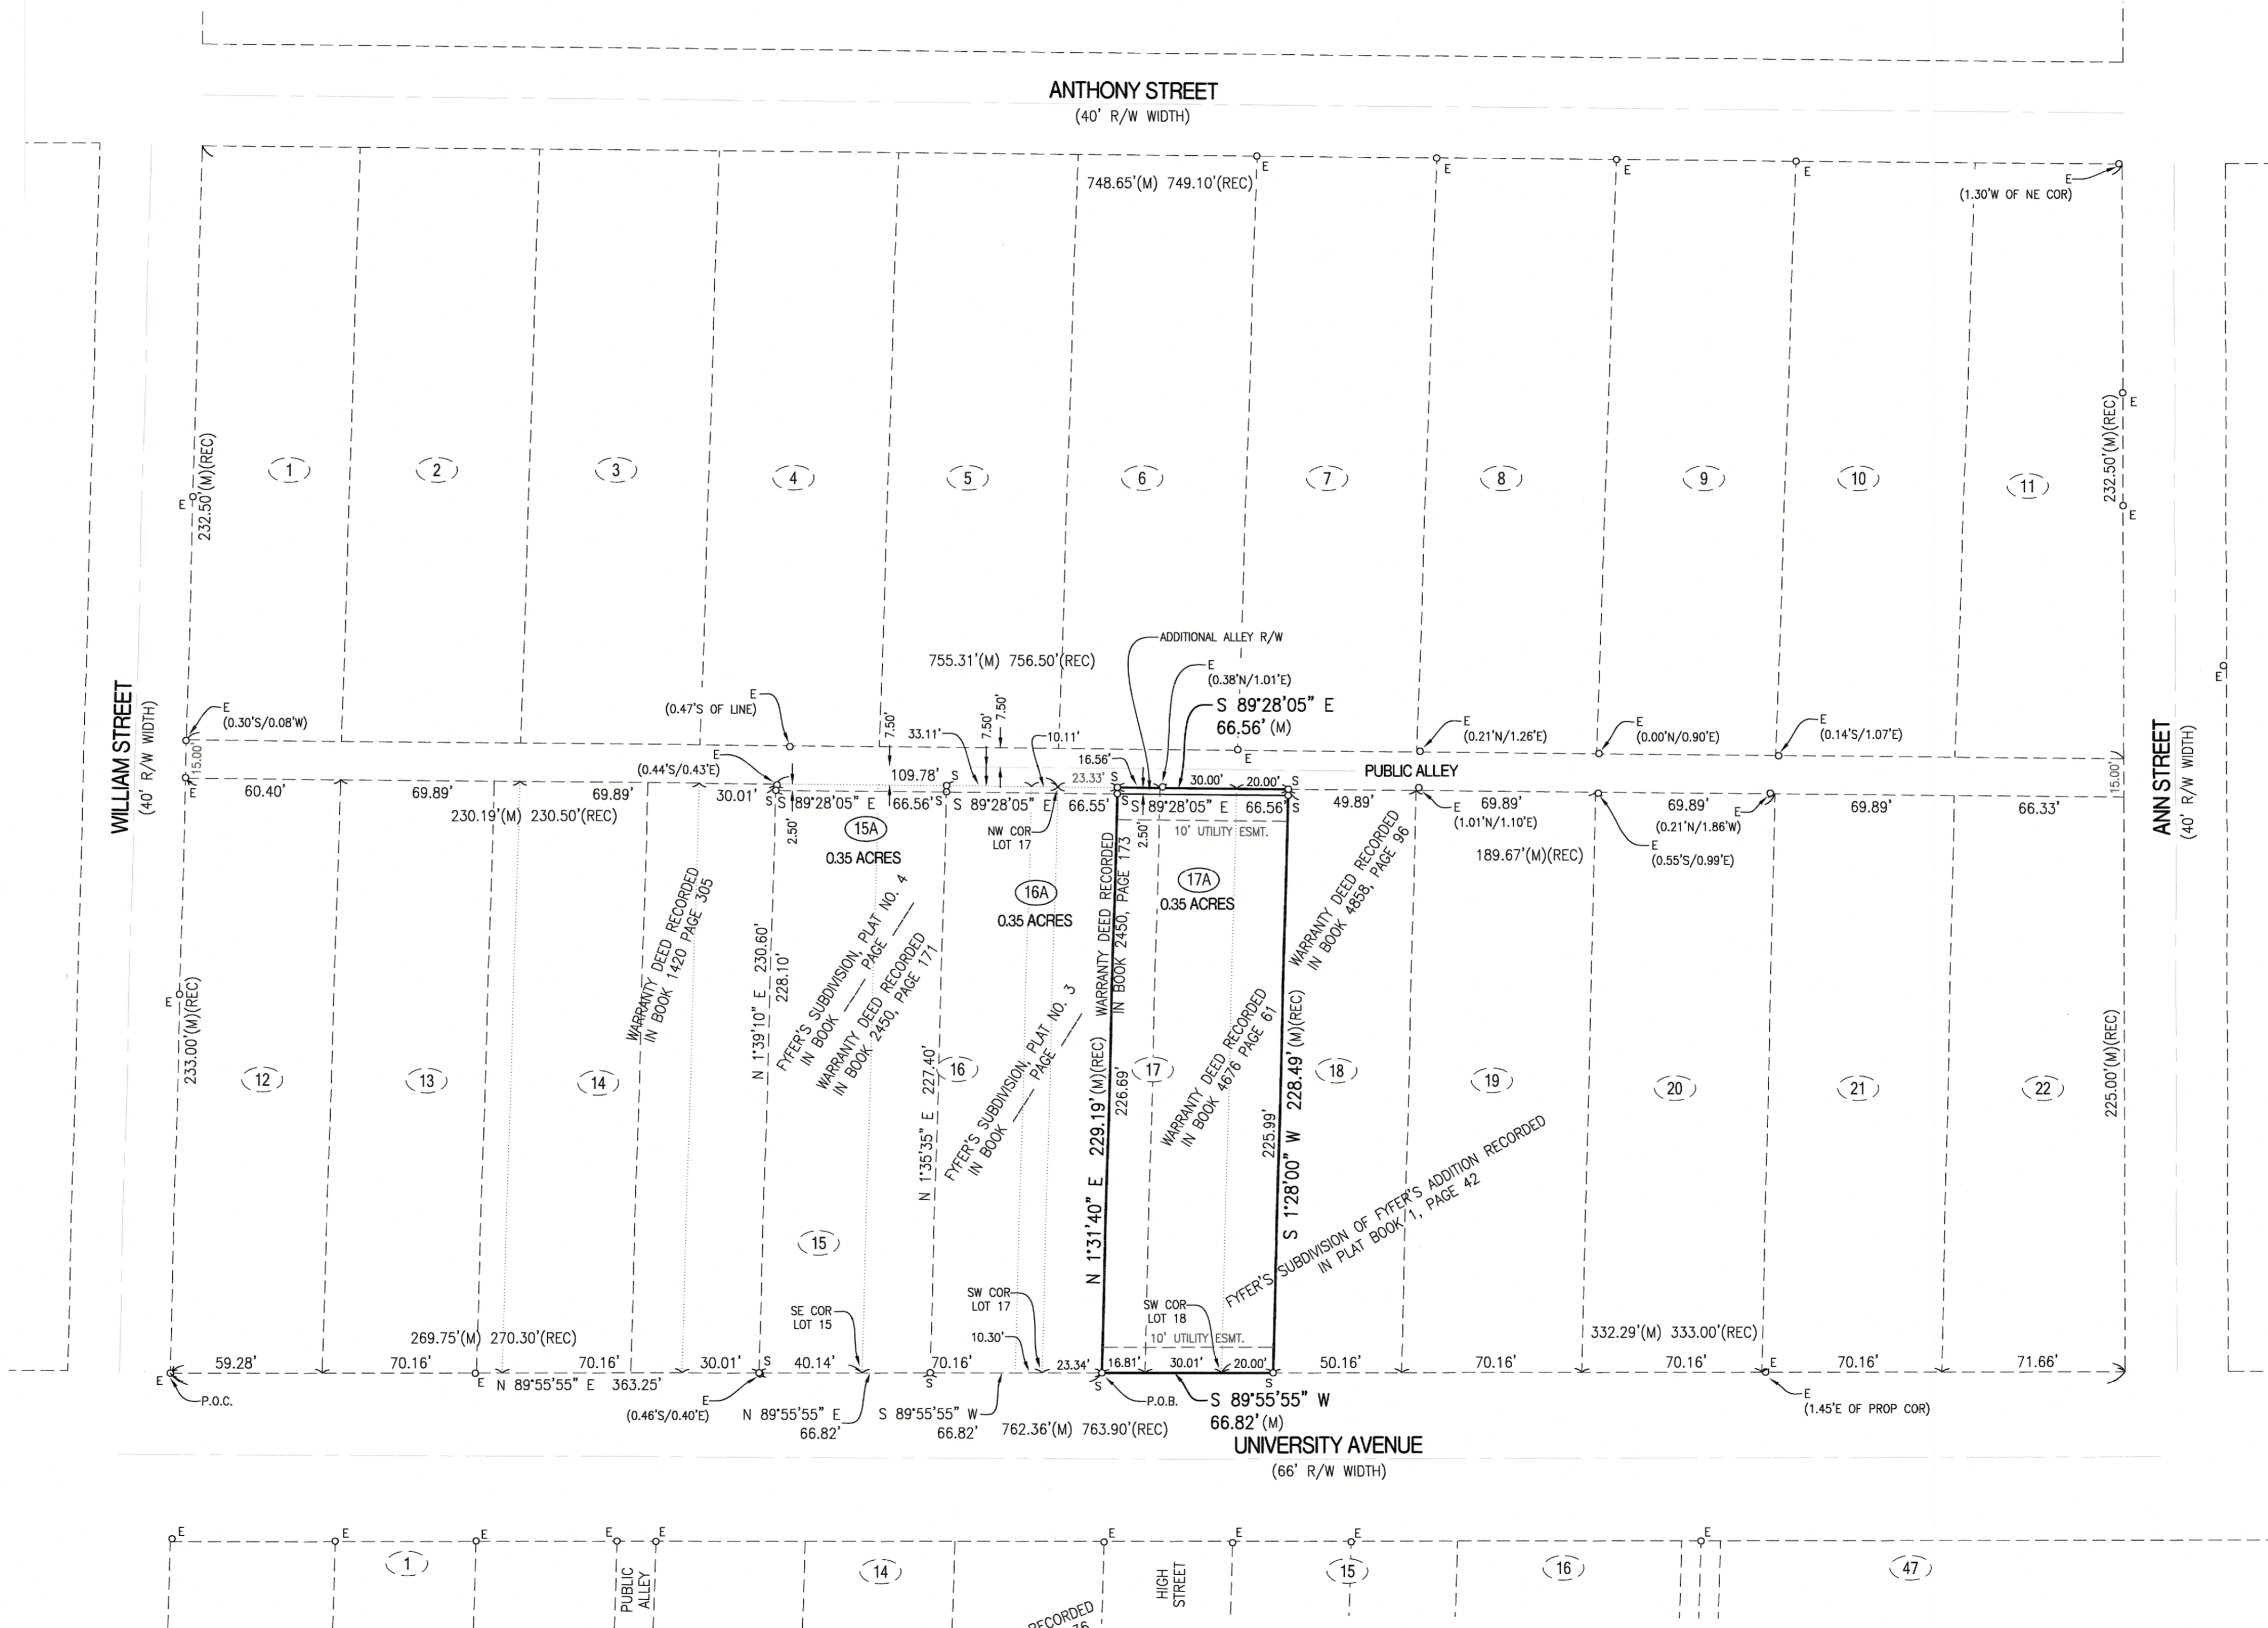 ANTHONY STREET
(40' R/W WIDTH)
748.65'(M) 749.10'(REC)
E
E
E
E
E
(1.30'W OF NE COR)
WILLIAM STREET
(40' R/W WIDTH)
ANN STREET
(40' R/W WIDTH)
232.50'(M)(REC)
E
1
2
3
4
5
6
7
8
9
10
11
232.50'(M)(REC)
E
E
E
ADDITIONAL ALLEY R/W
755.31'(M) 756.50'(REC)
E
(0.38'N/1.01'E)
S 89°28'05" E
66.56' (M)
E
(0.30'S/0.08'W)
E
(0.47'S OF LINE)
7.50'
7.50'
7.50'
33.11'
10.11'
E
E
(0.21'N/1.26'E)
E
(0.00'N/0.90'E)
E
(0.14'S/1.07'E)
15.00'
E
E
(0.44'S/0.43'E)
109.78'
S
23.33'
16.56'
S
30.00'
20.00'
S
PUBLIC ALLEY
15.00'
60.40'
69.89'
69.89'
30.01'
S
S 89°28'05" E
66.56'
S
S 89°28'05" E
66.55'
S
S 89°28'05" E
66.56'
S
49.89'
69.89'
69.89'
69.89'
66.33'
230.19'(M) 230.50'(REC)
E
(1.01'N/1.10'E)
E
(0.21'N/1.86'W)
E
(0.55'S/0.99'E)
189.67'(M)(REC)
2.50'
2.50'
NW COR
LOT 17
10' UTILITY ESMT.
15A
0.35 ACRES
16A
0.35 ACRES
17A
0.35 ACRES
WARRANTY DEED RECORDED
IN BOOK 1420 PAGE 305
N 1°39'10" E 230.60'
228.10'
FYFER'S SUBDIVISION, PLAT NO. 4
IN BOOK ____ PAGE ____
WARRANTY DEED RECORDED
IN BOOK 2450, PAGE 171
N 1°35'35" E 227.40'
FYFER'S SUBDIVISION, PLAT NO. 3
IN BOOK ____ PAGE ____
N 1°31'40" E 229.19'(M)(REC)
WARRANTY DEED RECORDED
IN BOOK 2450, PAGE 173
226.69'
WARRANTY DEED RECORDED
IN BOOK 4676 PAGE 61
225.99'
S 1°28'00" W 228.49'(M)(REC)
WARRANTY DEED RECORDED
IN BOOK 4858, PAGE 96
FYFER'S SUBDIVISION OF FYFER'S ADDITION RECORDED
IN PLAT BOOK 1, PAGE 42
E
233.00'(M)(REC)
225.00'(M)(REC)
12
13
14
15
16
17
18
19
20
21
22
SE COR
LOT 15
SW COR
LOT 17
SW COR
LOT 18
10.30'
10' UTILITY ESMT.
269.75'(M) 270.30'(REC)
332.29'(M) 333.00'(REC)
59.28'
70.16'
70.16'
30.01'
S
40.14'
70.16'
23.34'
16.81'
30.01'
20.00'
50.16'
70.16'
70.16'
E
70.16'
71.66'
E
P.O.C.
E
N 89°55'55" E 363.25'
E
(0.46'S/0.40'E)
N 89°55'55" E
66.82'
S
S 89°55'55" W
66.82'
S
P.O.B.
S
S 89°55'55" W
66.82' (M)
762.36'(M) 763.90'(REC)
E
(1.45'E OF PROP COR)
UNIVERSITY AVENUE
(66' R/W WIDTH)
E
E
E
E
E
E
E
E
E
1
PUBLIC
ALLEY
14
HIGH
STREET
15
16
47
RECORDED